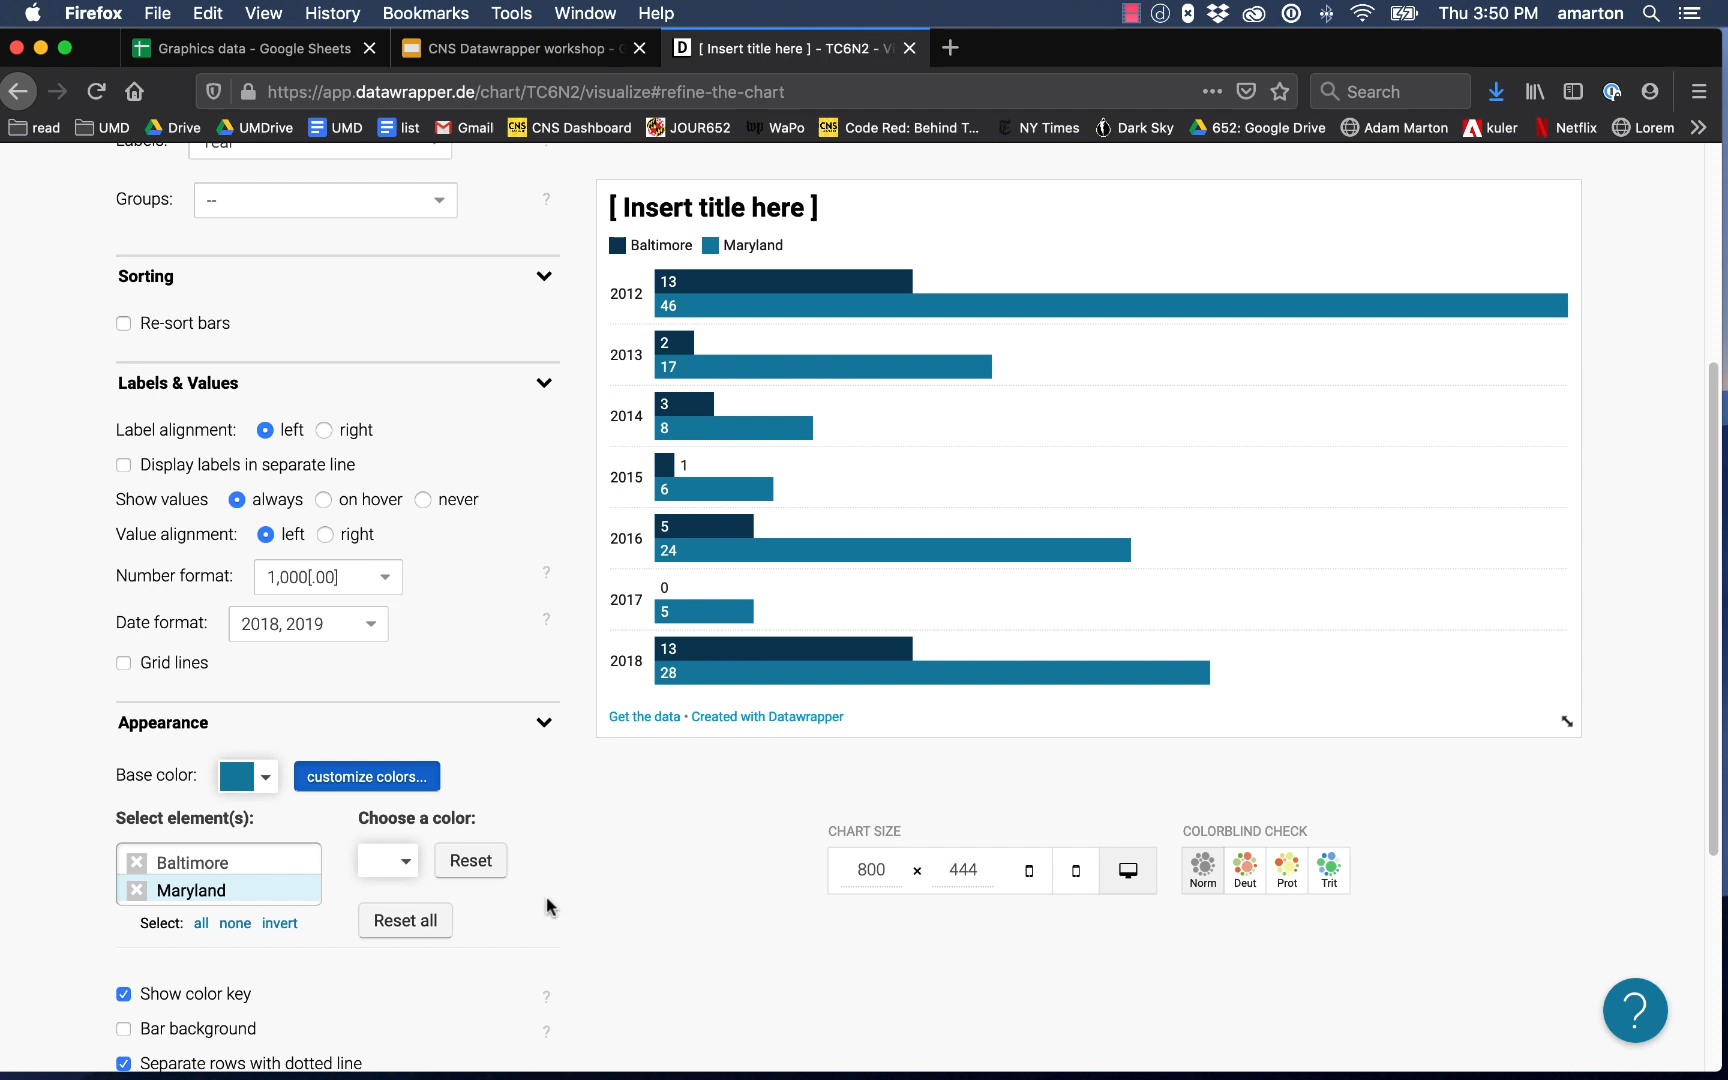 Firefox File Edit View History Bookmarks Tools Window Help Thu 3:50 PM amarton
Graphics data - Google Sheets
CNS Datawrapper workshop -
[ Insert title here ] - TC6N2 -
https://app.datawrapper.de/chart/TC6N2/visualize#refine-the-chart
Search
read UMD Drive UMDrive UMD list Gmail CNS Dashboard JOUR652 WaPo Code Red: Behind T... NY Times Dark Sky 652: Google Drive Adam Marton kuler Netflix Lorem
Labels: Year
Groups: --
?
Sorting
Re-sort bars
Labels & Values
Label alignment: left right
Display labels in separate line
Show values always on hover never
Value alignment: left right
Number format: 1,000[.00]
?
Date format: 2018, 2019
?
Grid lines
Appearance
Base color: customize colors...
Select element(s): Choose a color:
Baltimore
Maryland
Reset
Select: all none invert
Reset all
Show color key
?
Bar background
?
Separate rows with dotted line
[ Insert title here ]
Baltimore Maryland
2012
13
46
2013
2
17
2014
3
8
2015
1
6
2016
5
24
2017
0
5
2018
13
28
Get the data • Created with Datawrapper
CHART SIZE
800 × 444
COLORBLIND CHECK
Norm Deut Prot Trit
?